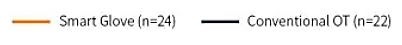 Smart Glove (n=24) Conventional OT (n=22)